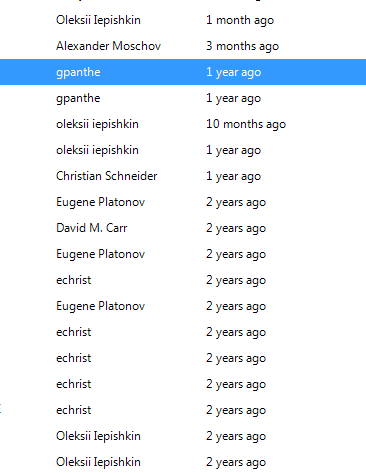 Oleksii Iepishkin 1 month ago
Alexander Moschov 3 months ago
gpanthe 1 year ago
gpanthe 1 year ago
oleksii iepishkin 10 months ago
oleksii iepishkin 1 year ago
Christian Schneider 1 year ago
Eugene Platonov 2 years ago
David M. Carr 2 years ago
Eugene Platonov 2 years ago
echrist 2 years ago
Eugene Platonov 2 years ago
echrist 2 years ago
echrist 2 years ago
echrist 2 years ago
echrist 2 years ago
Oleksii Iepishkin 2 years ago
Oleksii Iepishkin 2 years ago